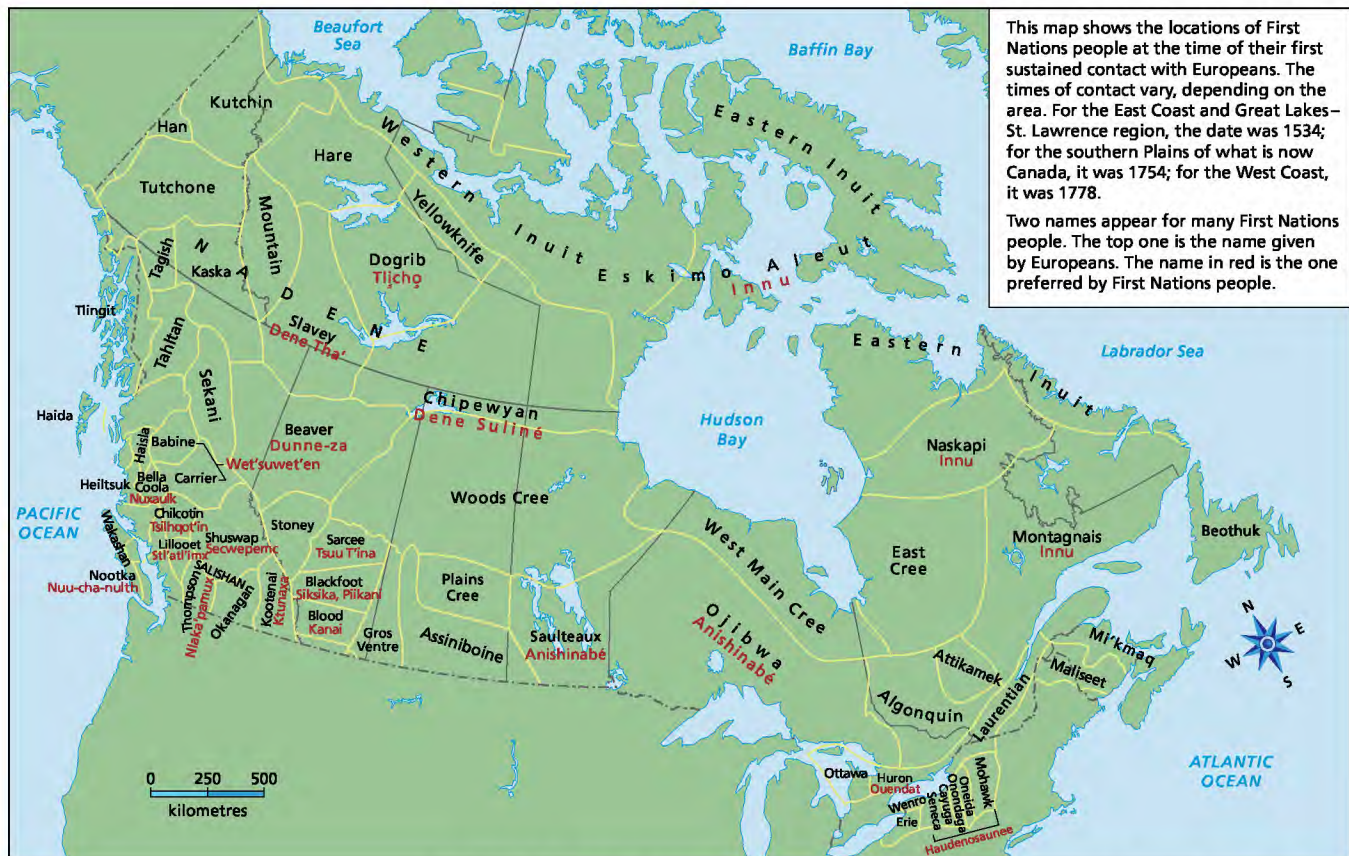 Beaufort
Sea
Baffin Bay
This map shows the locations of First
Nations people at the time of their first
sustained contact with Europeans. The
times of contact vary, depending on the
area. For the East Coast and Great Lakes–
St. Lawrence region, the date was 1534;
for the southern Plains of what is now
Canada, it was 1754; for the West Coast,
it was 1778.
Two names appear for many First Nations
people. The top one is the name given
by Europeans. The name in red is the one
preferred by First Nations people.
Kutchin
Han
Hare
Western Inuit
Eastern Inuit
Tutchone
Mountain
Yellowknife
Tagish
Kaska
NA DENE
Dogrib
Tłı̨chǫ
Eskimo Aleut
Innu
Tlingit
Tahltan
Slavey
Dene Tha'
Sekani
Eastern Inuit
Labrador Sea
Haida
Chipewyan
Dene Suliné
Hudson
Bay
Haisla
Babine
Beaver
Dunne-za
Wet'suwet'en
Naskapi
Innu
Heiltsuk
Bella
Coola
Nuxaulk
Carrier
Woods Cree
PACIFIC
OCEAN
Wakashan
Chilcotin
Tsilhqot'in
Stoney
West Main Cree
Lillooet
Stl'atl'imx
Shuswap
Secwepemc
Sarcee
Tsuu T'ina
East
Cree
Montagnais
Innu
Beothuk
Nootka
Nuu-cha-nulth
SALISHAN
Thompson
Nlaka'pamux
Okanagan
Kootenai
Ktunaxa
Blackfoot
Siksika, Piikani
Plains
Cree
Blood
Kanai
Gros
Ventre
Assiniboine
Saulteaux
Anishinabé
Ojibwa
Anishinabé
N
E
W
S
Mi'kmaq
Maliseet
Attikamek
Algonquin
Laurentian
0 250 500
kilometres
ATLANTIC
OCEAN
Ottawa
Huron
Ouendat
Wenro
Erie
Seneca
Cayuga
Onondaga
Oneida
Mohawk
Haudenosaunee